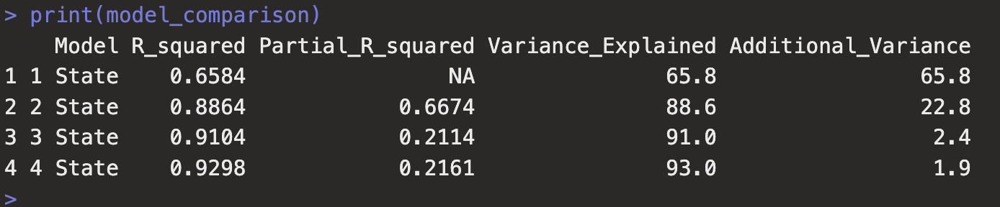 > print(model_comparison)
Model R_squared Partial_R_squared Variance_Explained Additional_Variance
1 1 State 0.6584 NA 65.8 65.8
2 2 State 0.8864 0.6674 88.6 22.8
3 3 State 0.9104 0.2114 91.0 2.4
4 4 State 0.9298 0.2161 93.0 1.9
>